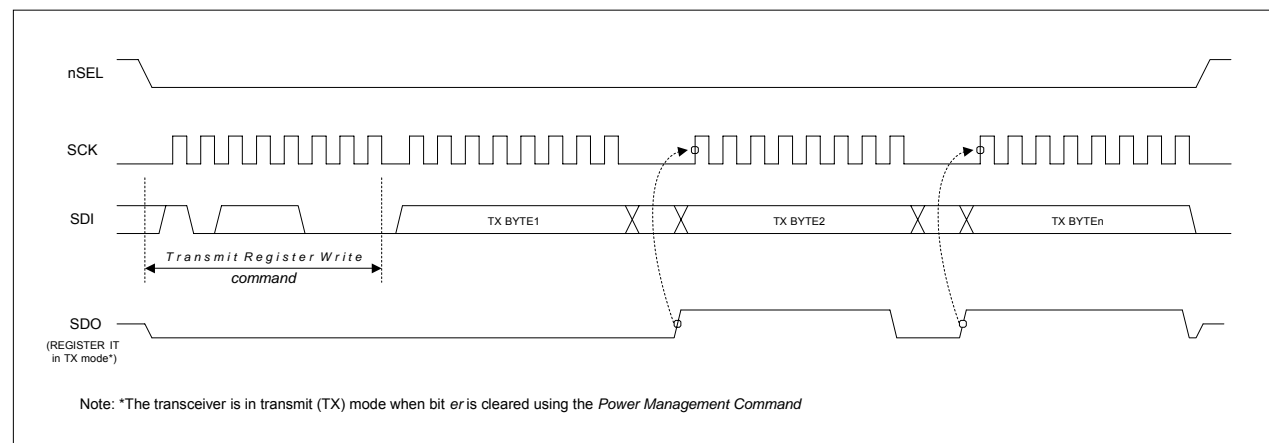 nSEL
SCK
SDI
TX BYTE1
TX BYTE2
TX BYTEn
Transmit Register Write
command
SDO
(REGISTER IT
in TX mode*)
Note: *The transceiver is in transmit (TX) mode when bit er is cleared using the Power Management Command